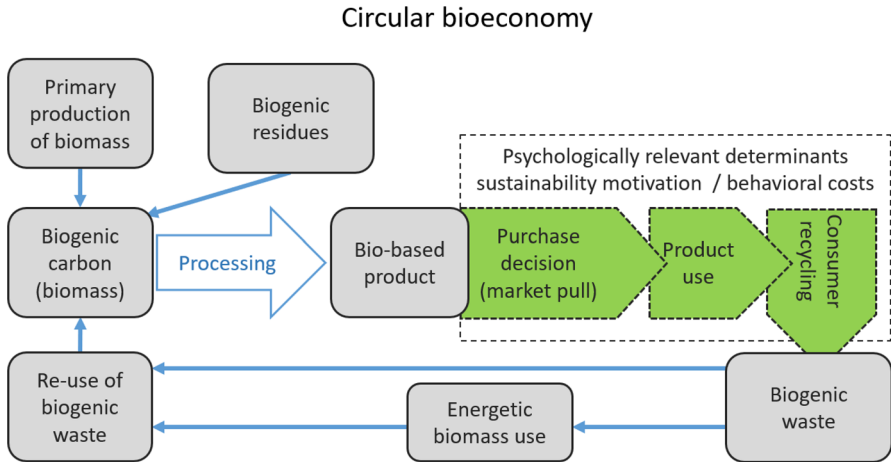 Circular bioeconomy
Primary
production
of biomass
Biogenic
residues
Psychologically relevant determinants
sustainability motivation / behavioral costs
Biogenic
carbon
(biomass)
Processing
Bio-based
product
Purchase
decision
(market pull)
Product
use
Consumer
recycling
Re-use of
biogenic
waste
Energetic
biomass use
Biogenic
waste